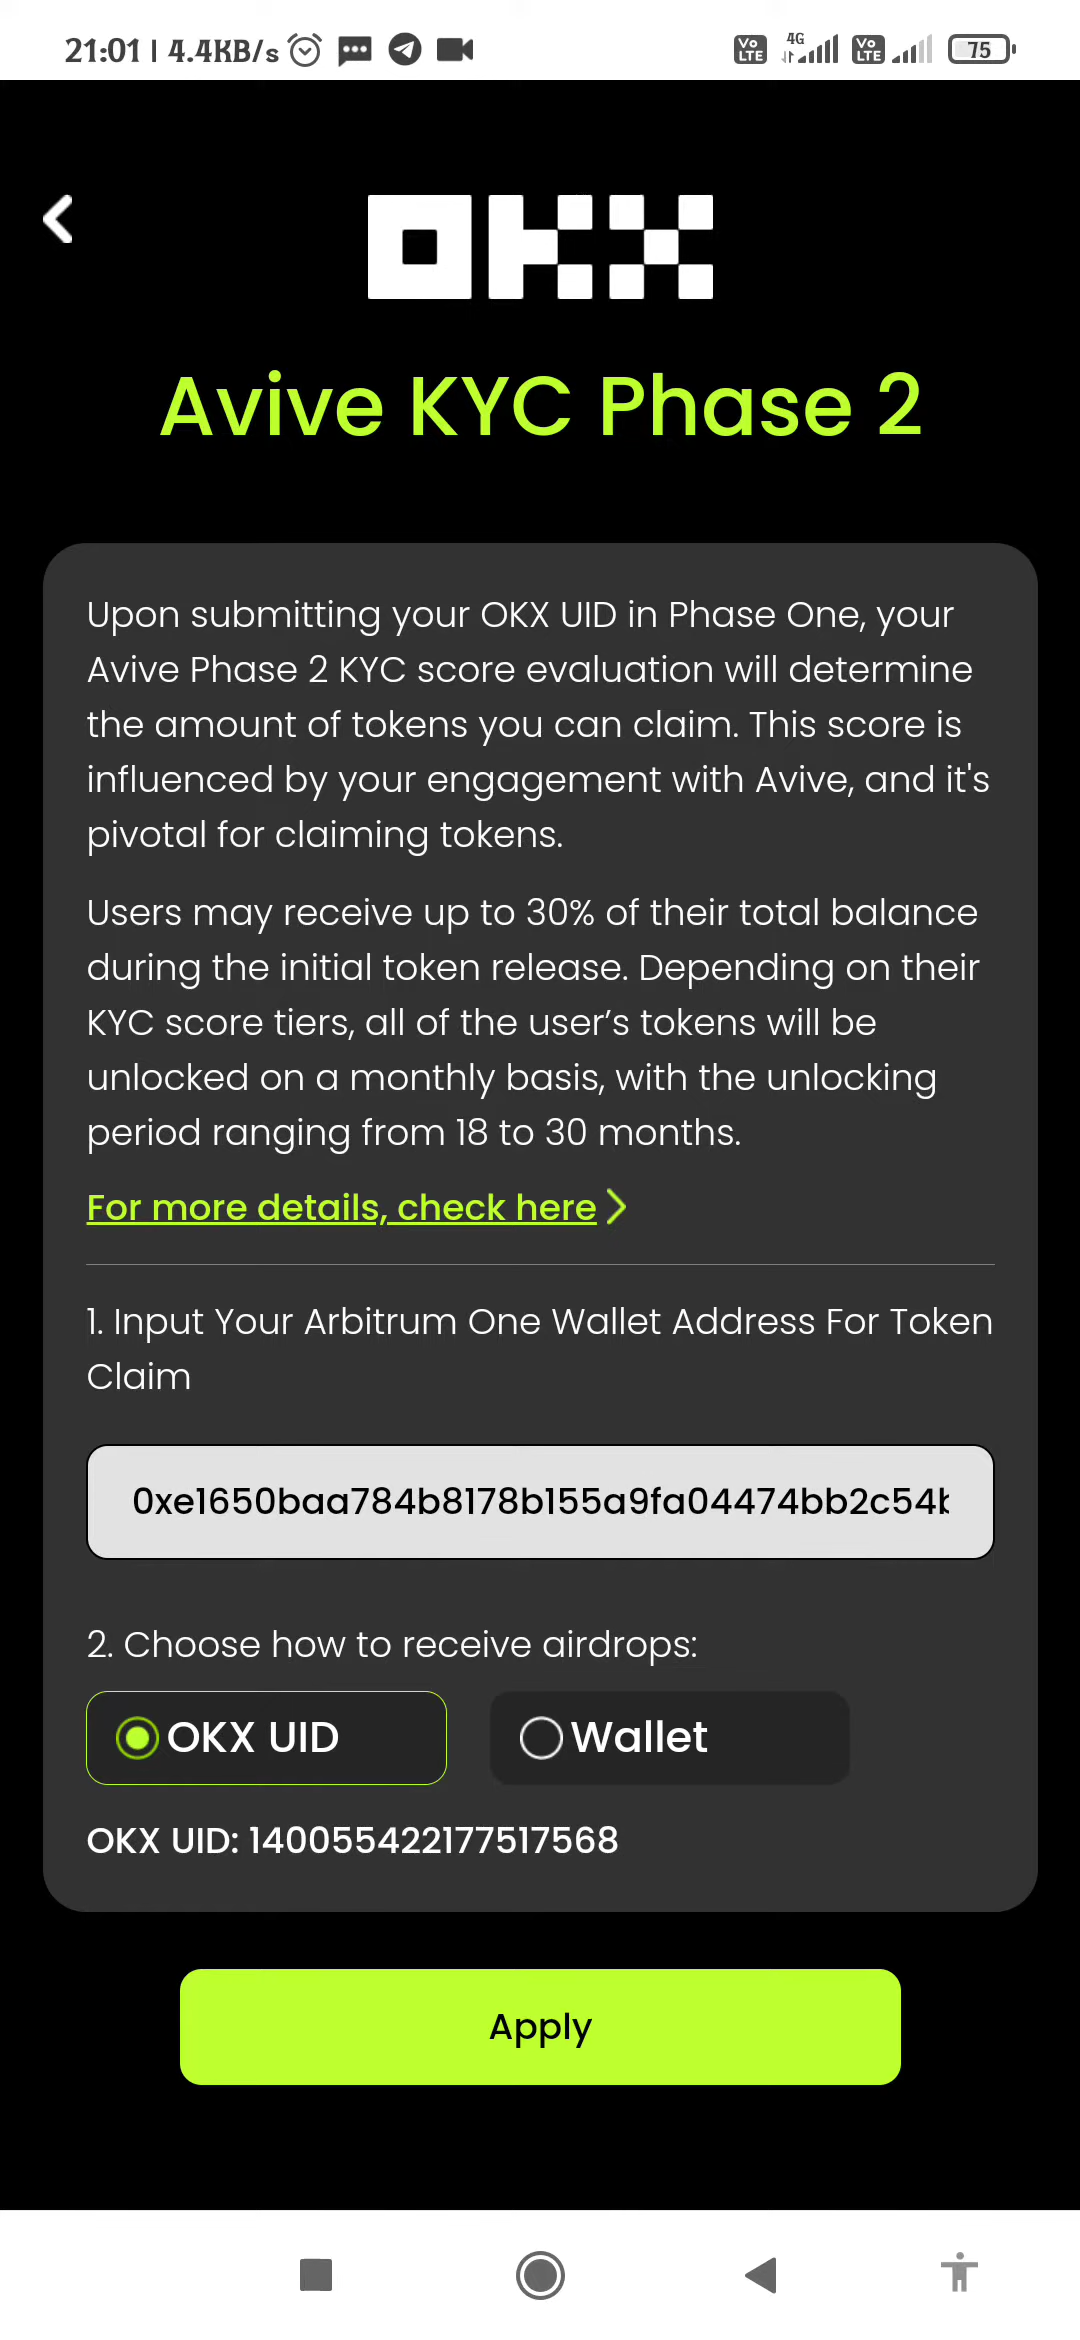 21:01 | 4.4KB/s
Vo LTE 4G Vo LTE 75
OKX
Avive KYC Phase 2
Upon submitting your OKX UID in Phase One, your
Avive Phase 2 KYC score evaluation will determine
the amount of tokens you can claim. This score is
influenced by your engagement with Avive, and it's
pivotal for claiming tokens.
Users may receive up to 30% of their total balance
during the initial token release. Depending on their
KYC score tiers, all of the user’s tokens will be
unlocked on a monthly basis, with the unlocking
period ranging from 18 to 30 months.
For more details, check here
1. Input Your Arbitrum One Wallet Address For Token
Claim
0xe1650baa784b8178b155a9fa04474bb2c54b
2. Choose how to receive airdrops:
OKX UID
Wallet
OKX UID: 140055422177517568
Apply